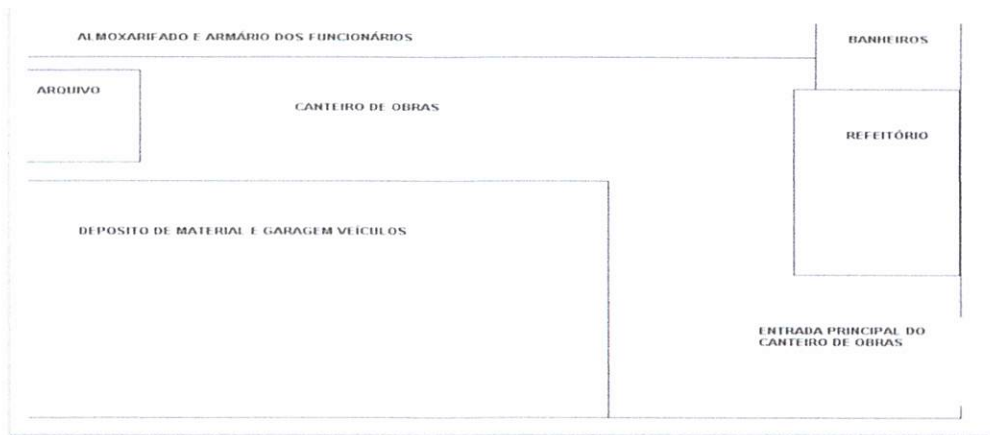 ALMOXARIFADO E ARMÁRIO DOS FUNCIONÁRIOS
BANHEIROS
ARQUIVO
CANTEIRO DE OBRAS
REFEITÓRIO
DEPOSITO DE MATERIAL E GARAGEM VEÍCULOS
ENTRADA PRINCIPAL DO
CANTEIRO DE OBRAS